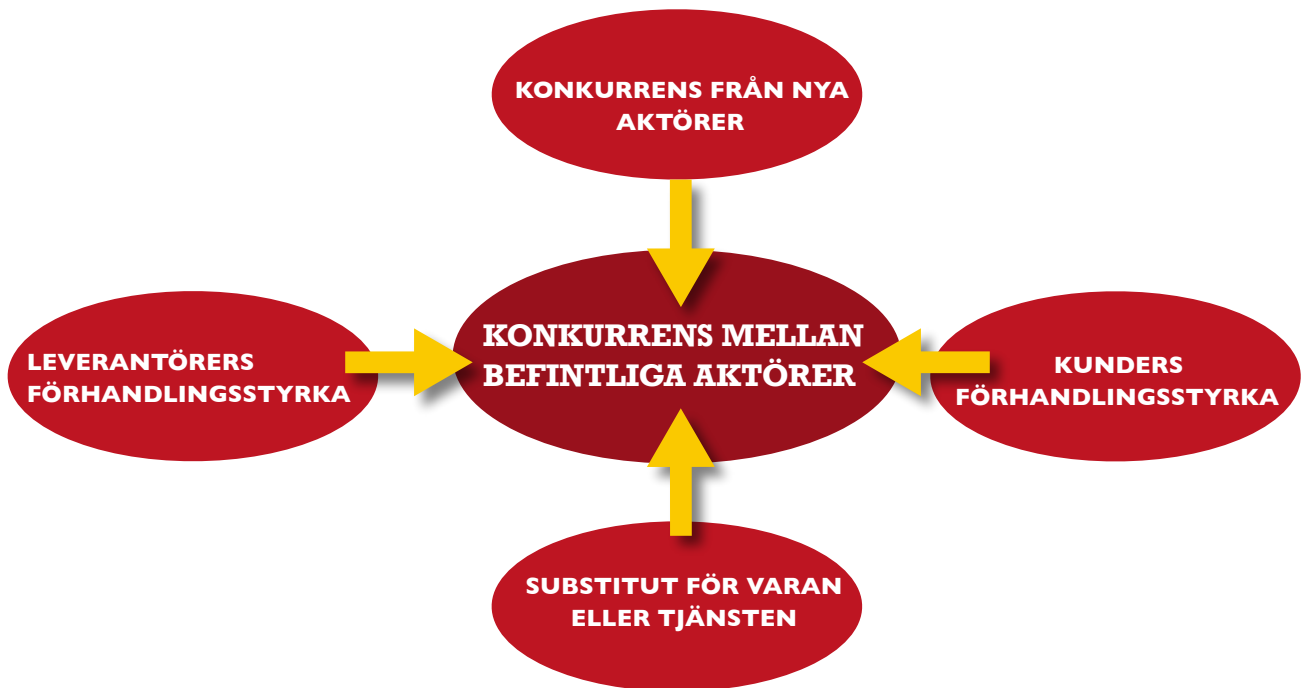 KONKURRENS FRÅN NYA
AKTÖRER
KONKURRENS MELLAN
BEFINTLIGA AKTÖRER
LEVERANTÖRERS
FÖRHANDLINGSSTYRKA
KUNDERS
FÖRHANDLINGSSTYRKA
SUBSTITUT FÖR VARAN
ELLER TJÄNSTEN